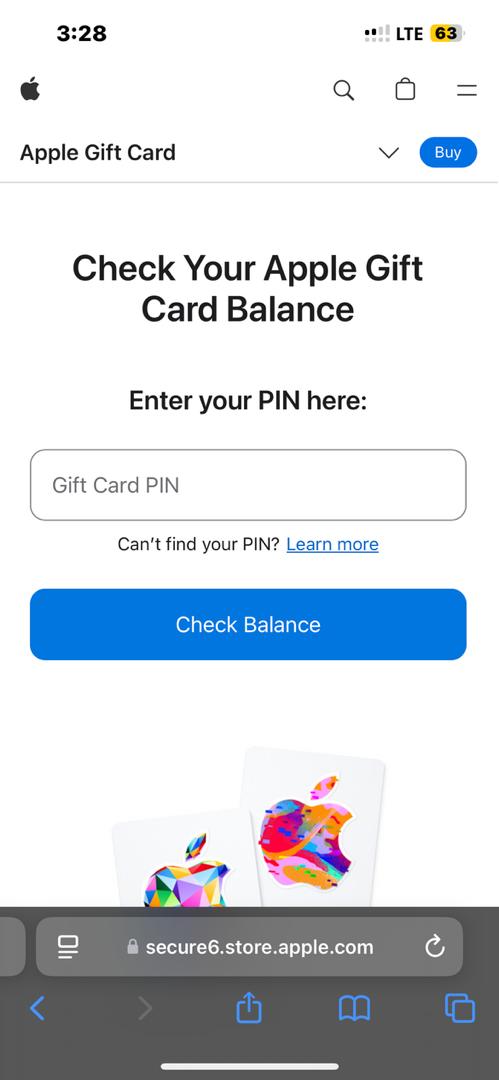 3:28
LTE 63
Apple Gift Card
Buy
Check Your Apple Gift
Card Balance
Enter your PIN here:
Gift Card PIN
Can’t find your PIN? Learn more
Check Balance
secure6.store.apple.com